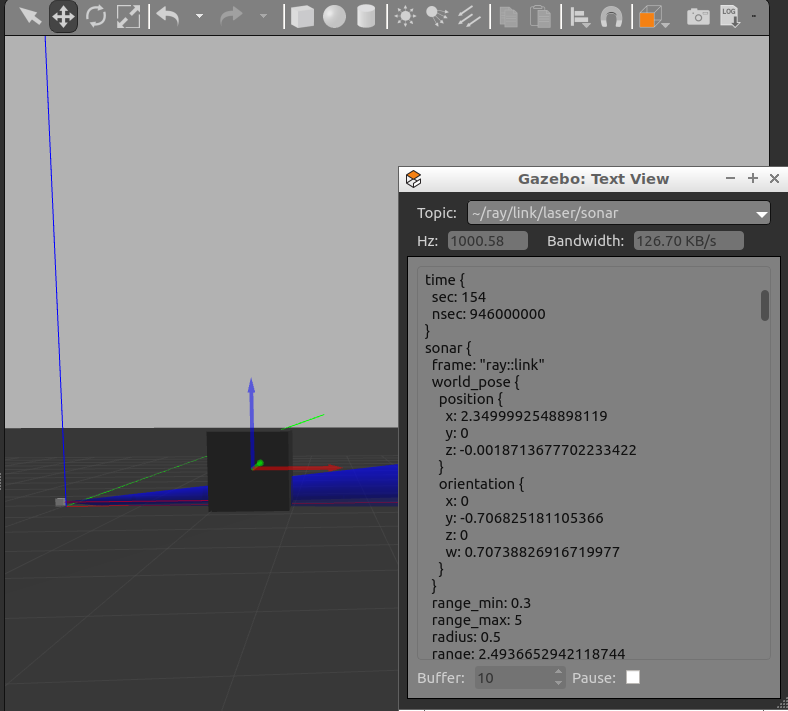 LOG
Gazebo: Text View
Topic: ~/ray/link/laser/sonar
Hz: 1000.58 Bandwidth: 126.70 KB/s
time {
sec: 154
nsec: 946000000
}
sonar {
frame: "ray::link"
world_pose {
position {
x: 2.3499992548898119
y: 0
z: -0.0018713677702233422
}
orientation {
x: 0
y: -0.706825181105366
z: 0
w: 0.70738826916719977
}
}
range_min: 0.3
range_max: 5
radius: 0.5
range: 2.4936652942118744
Buffer: 10 Pause: